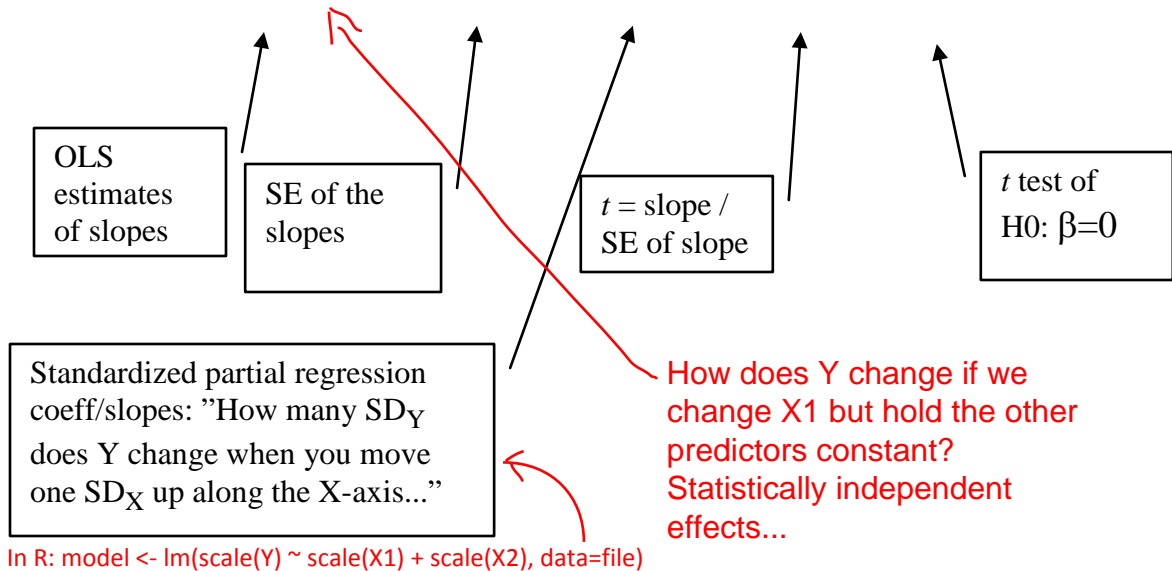 OLS
estimates
of slopes
SE of the
slopes
t = slope /
SE of slope
t test of
H0: β=0
Standardized partial regression
coeff/slopes: ”How many SDY
does Y change when you move
one SDX up along the X-axis...”
How does Y change if we
change X1 but hold the other
predictors constant?
Statistically independent
effects...
In R: model <- lm(scale(Y) ~ scale(X1) + scale(X2), data=file)